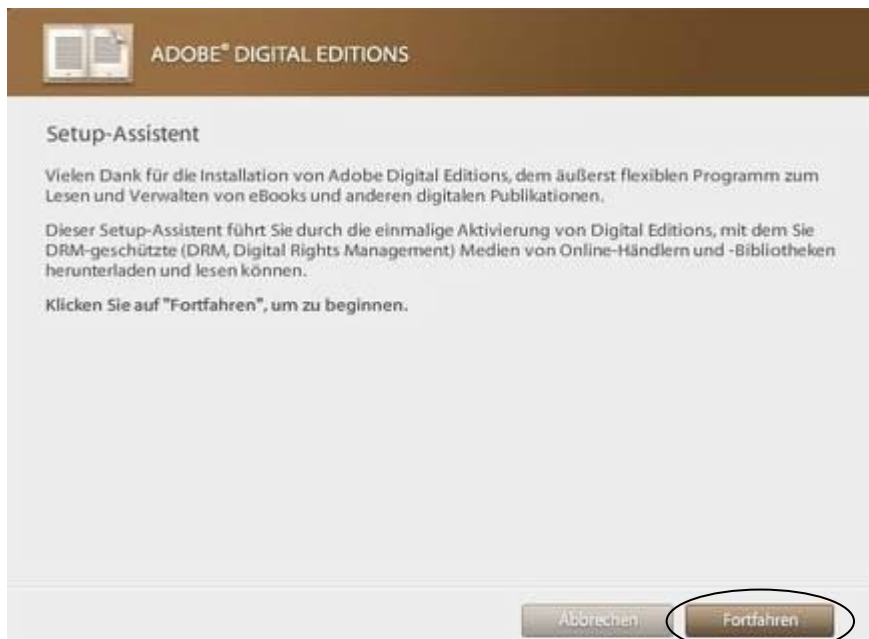 ADOBE® DIGITAL EDITIONS
Setup-Assistent
Vielen Dank für die Installation von Adobe Digital Editions, dem äußerst flexiblen Programm zum
Lesen und Verwalten von eBooks und anderen digitalen Publikationen.
Dieser Setup-Assistent führt Sie durch die einmalige Aktivierung von Digital Editions, mit dem Sie
DRM-geschützte (DRM, Digital Rights Management) Medien von Online-Händlern und -Bibliotheken
herunterladen und lesen können.
Klicken Sie auf "Fortfahren", um zu beginnen.
Abbrechen Fortfahren